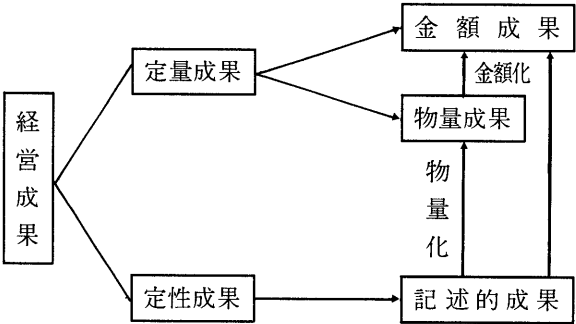 経営成果
定量成果
定性成果
金額成果
金額化
物量成果
物量化
記述的成果